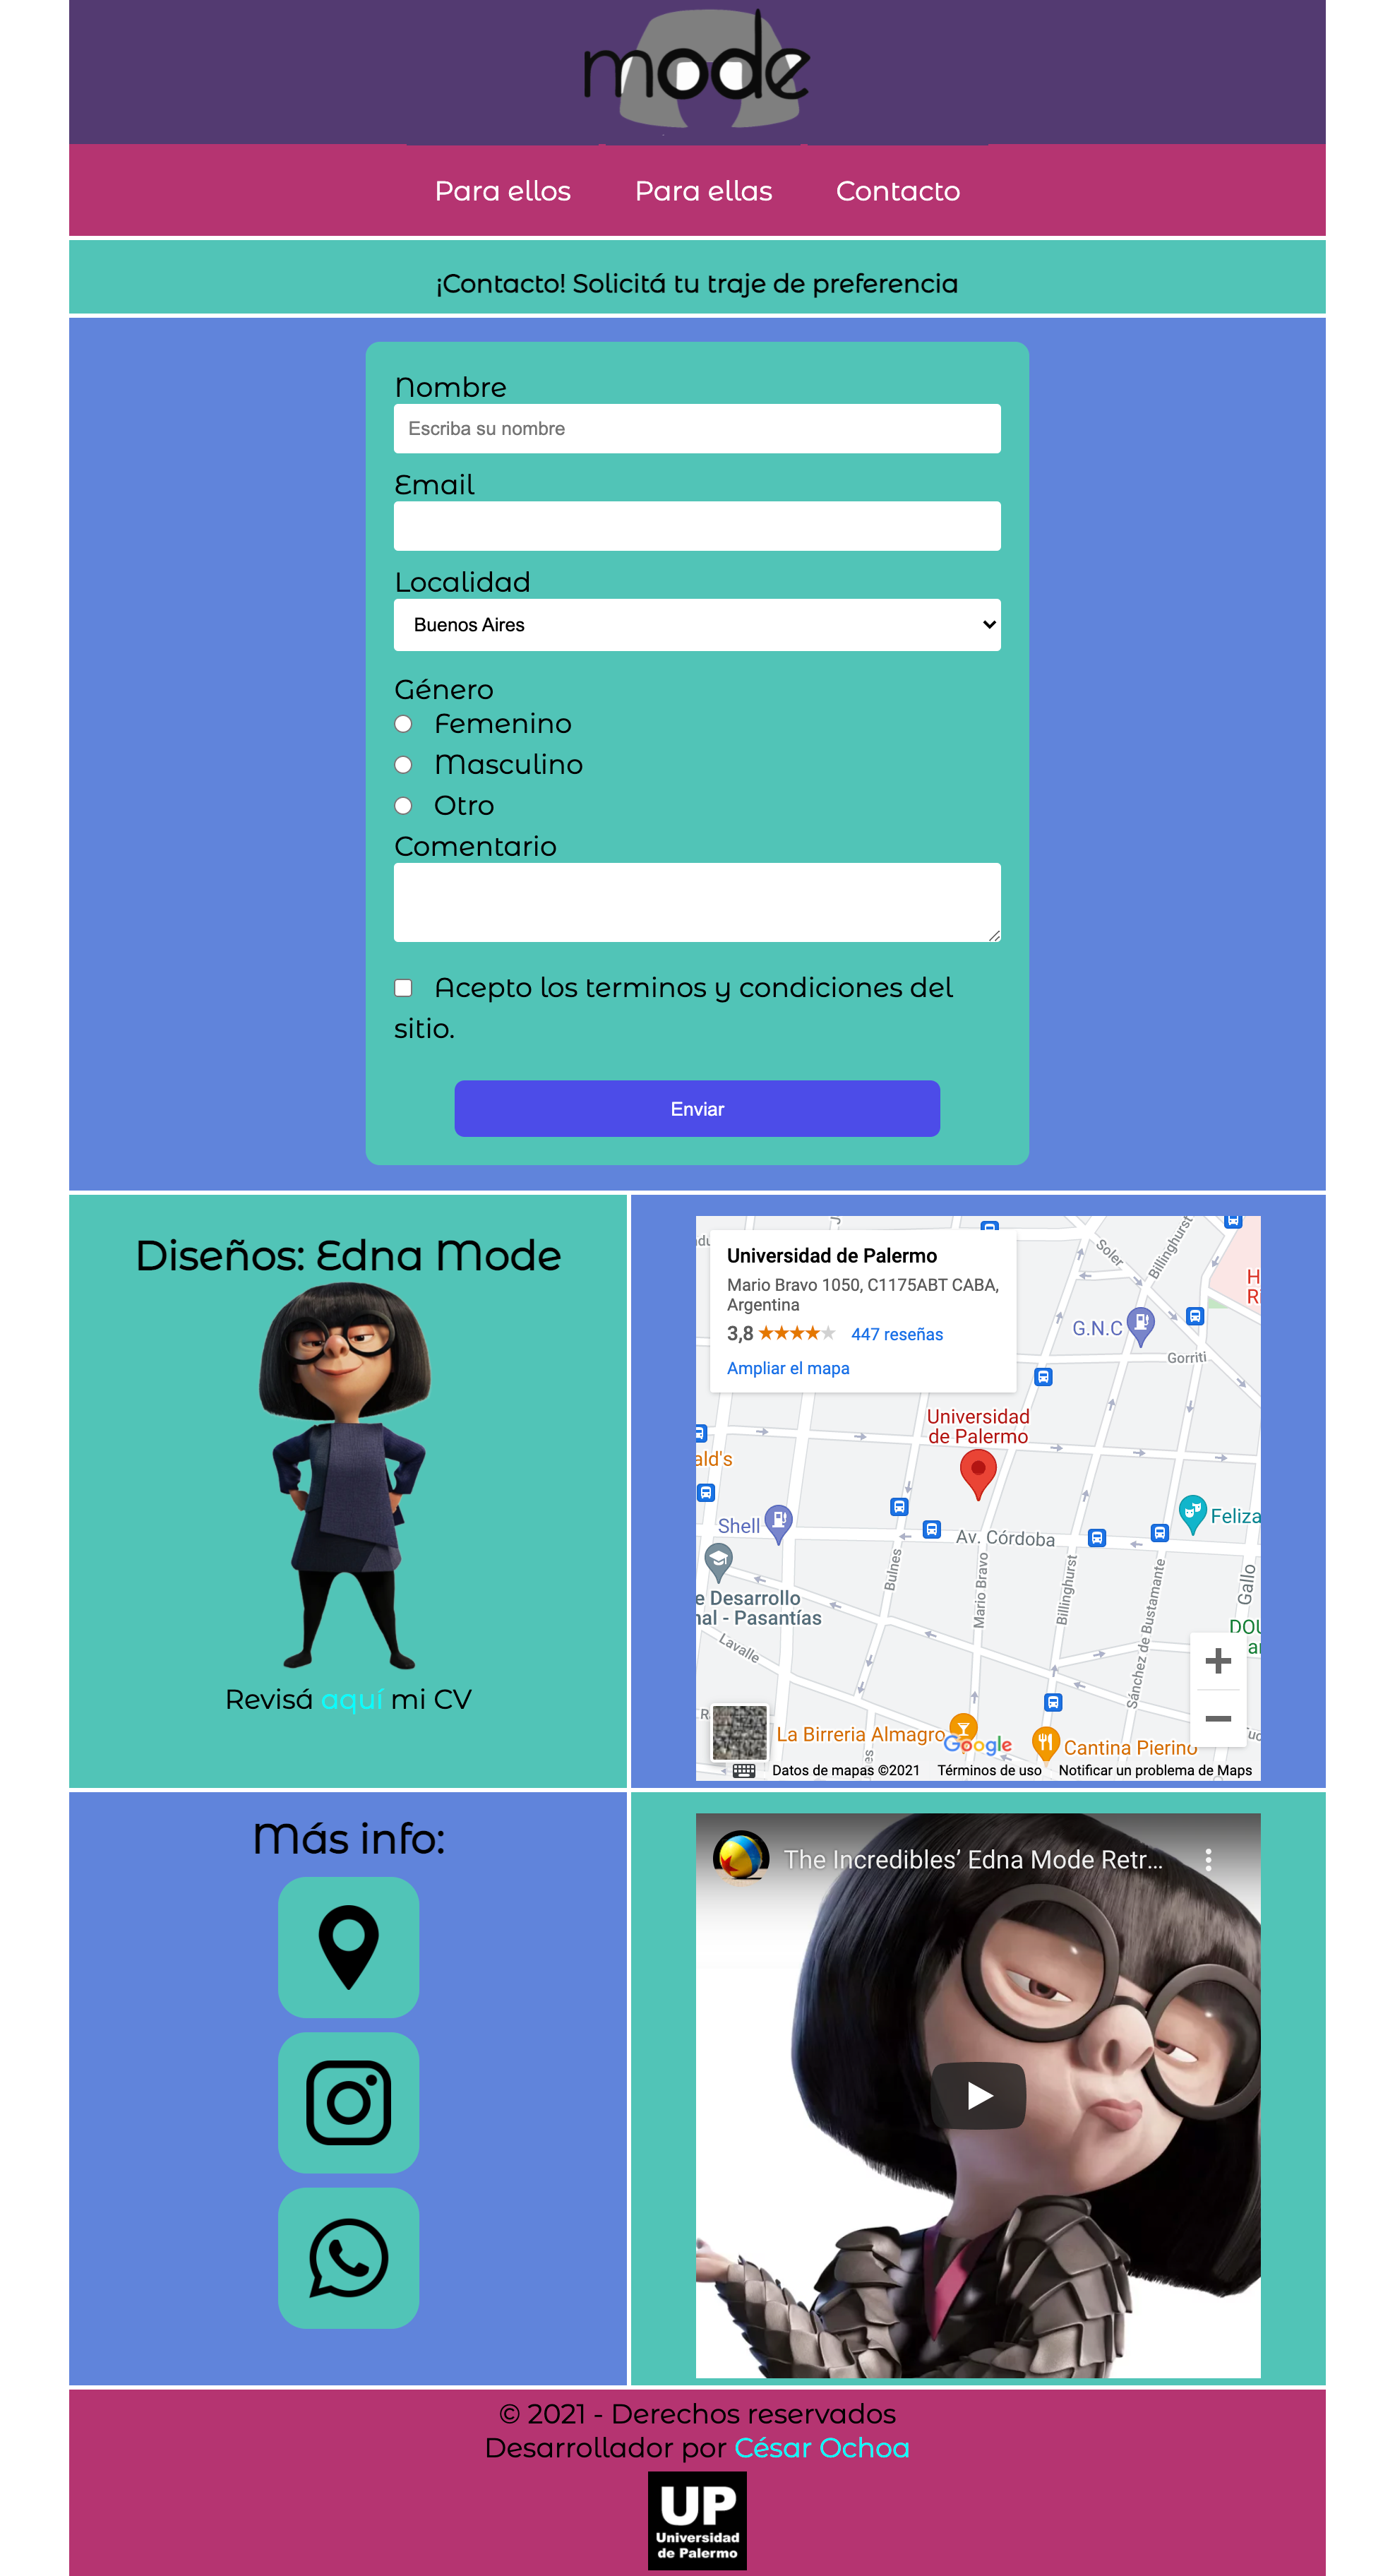 mode
Para ellos
Para ellas
Contacto
¡Contacto! Solicitá tu traje de preferencia
Nombre
Escriba su nombre
Email
Localidad
Buenos Aires
Género
Femenino
Masculino
Otro
Comentario
Acepto los terminos y condiciones del
sitio.
Enviar
Diseños: Edna Mode
Revisá aquí mi CV
Universidad de Palermo
Mario Bravo 1050, C1175ABT CABA,
Argentina
3,8
447 reseñas
Ampliar el mapa
Soler
Billinghurst
G.N.C
Gorriti
Universidad
de Palermo
ald's
Shell
Av. Córdoba
Feliza
e Desarrollo
nal - Pasantías
Bulnes
Mario Bravo
Billinghurst
Sánchez de Bustamante
Gallo
Lavalle
La Birreria Almagro
Google
Cantina Pierino
Datos de mapas ©2021
Términos de uso
Notificar un problema de Maps
Más info:
The Incredibles’ Edna Mode Retr...
© 2021 - Derechos reservados
Desarrollador por César Ochoa
UP
Universidad
de Palermo